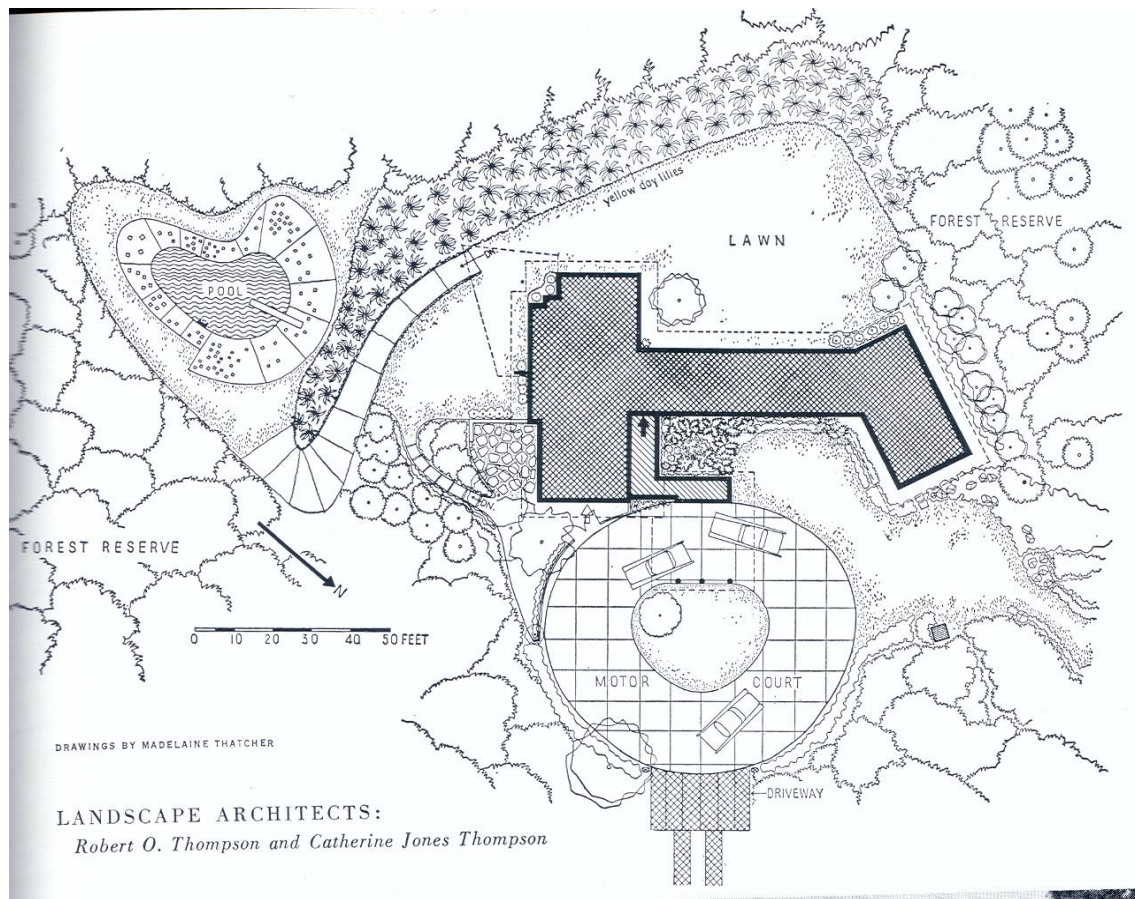 yellow day lilies
FOREST RESERVE
LAWN
POOL
FOREST RESERVE
N
0 10 20 30 40 50 FEET
MOTOR COURT
DRAWINGS BY MADELAINE THATCHER
DRIVEWAY
LANDSCAPE ARCHITECTS:
Robert O. Thompson and Catherine Jones Thompson